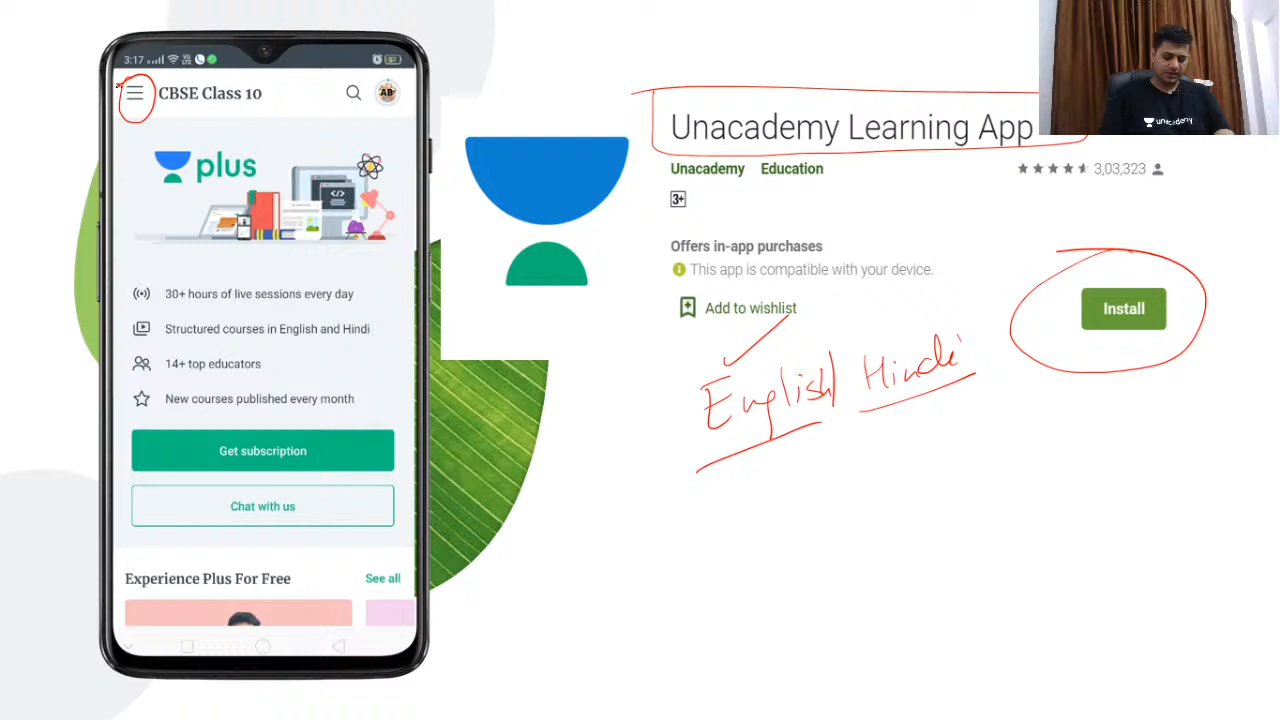 3:17
57
CBSE Class 10
AB
plus
30+ hours of live sessions every day
Structured courses in English and Hindi
14+ top educators
New courses published every month
Get subscription
Chat with us
Experience Plus For Free
See all
Unacademy Learning App
Unacademy Education
3,03,323
3+
Offers in-app purchases
This app is compatible with your device.
Add to wishlist
Install
English/ Hindi
unacademy